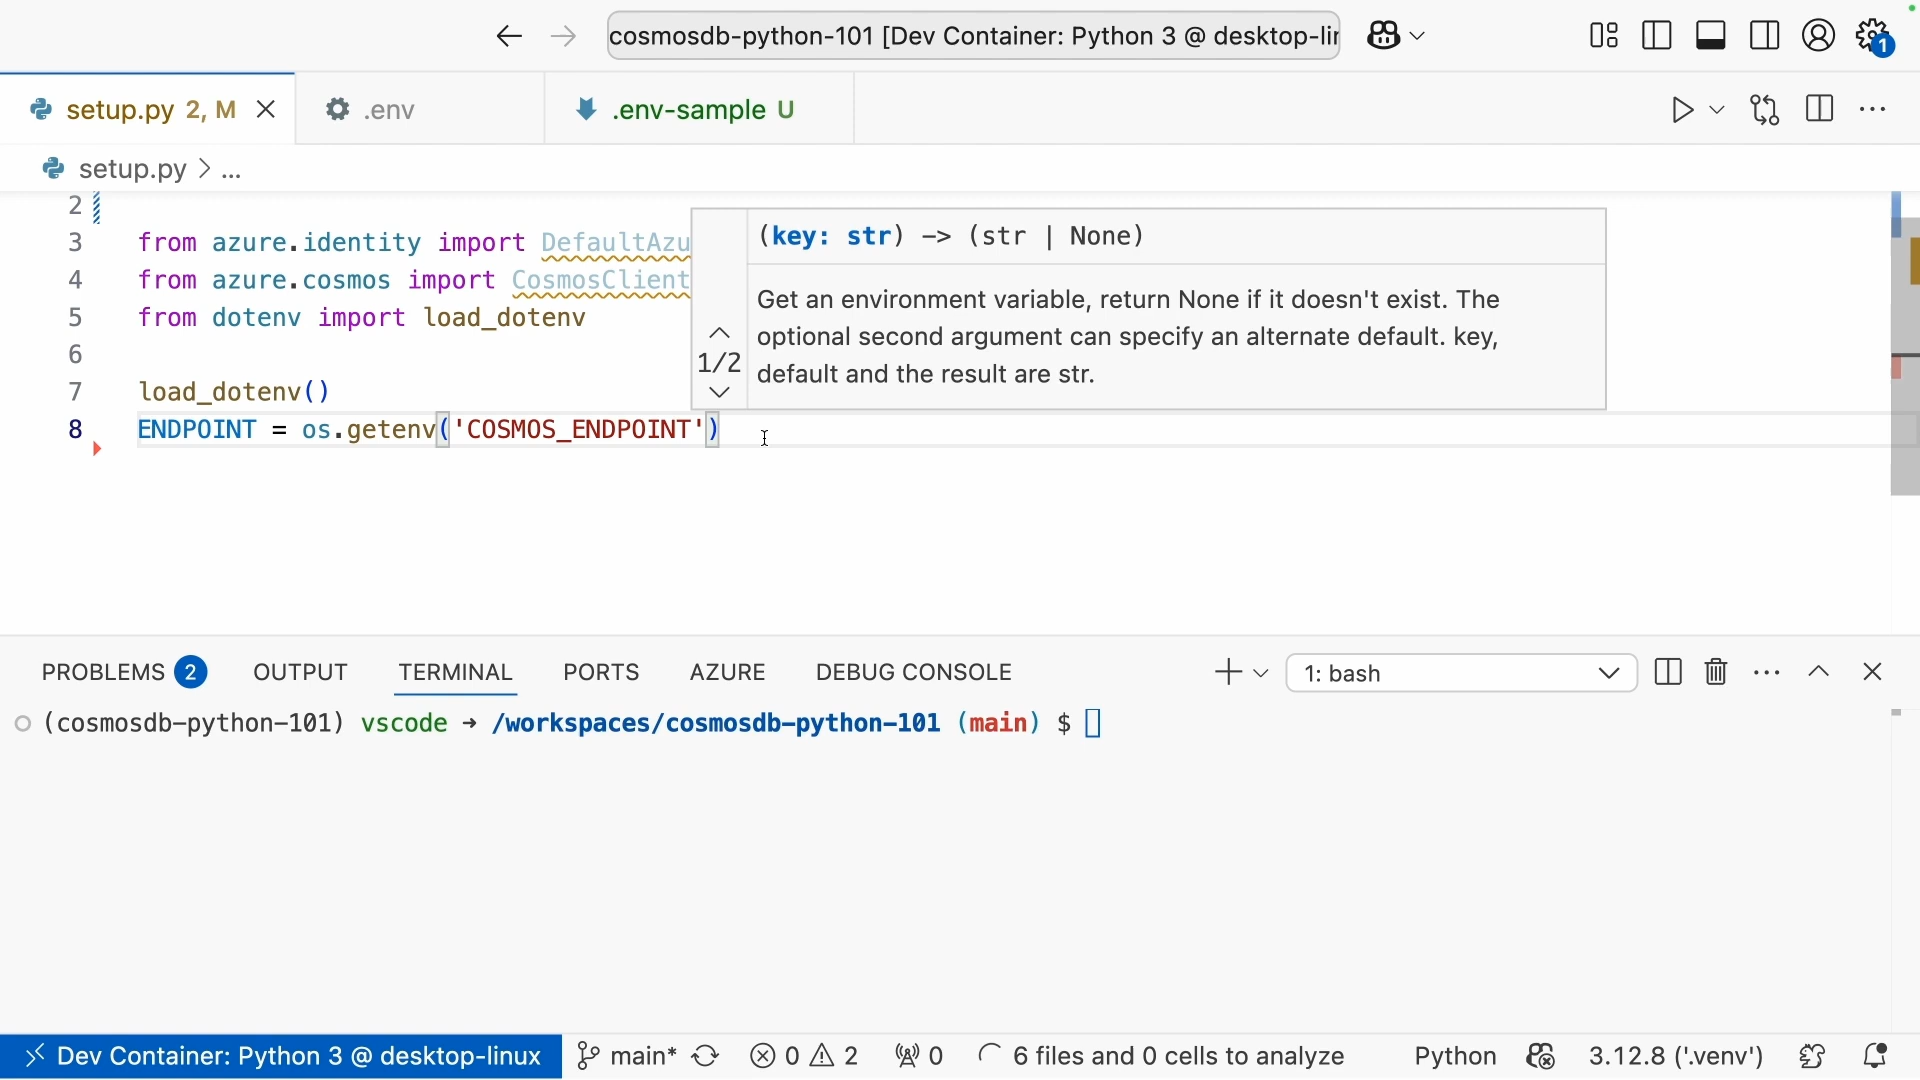 cosmosdb-python-101 [Dev Container: Python 3 @ desktop-lin
1
setup.py 2, M
.env
.env-sample U
setup.py > ...
2
3 from azure.identity import DefaultAzu
4 from azure.cosmos import CosmosClient
5 from dotenv import load_dotenv
6
7 load_dotenv()
8 ENDPOINT = os.getenv('COSMOS_ENDPOINT')
(key: str) -> (str | None)
1/2
Get an environment variable, return None if it doesn't exist. The
optional second argument can specify an alternate default. key,
default and the result are str.
PROBLEMS 2 OUTPUT TERMINAL PORTS AZURE DEBUG CONSOLE
1: bash
(cosmosdb-python-101) vscode → /workspaces/cosmosdb-python-101 (main) $
Dev Container: Python 3 @ desktop-linux main* 0 2 0 6 files and 0 cells to analyze Python 3.12.8 ('.venv')